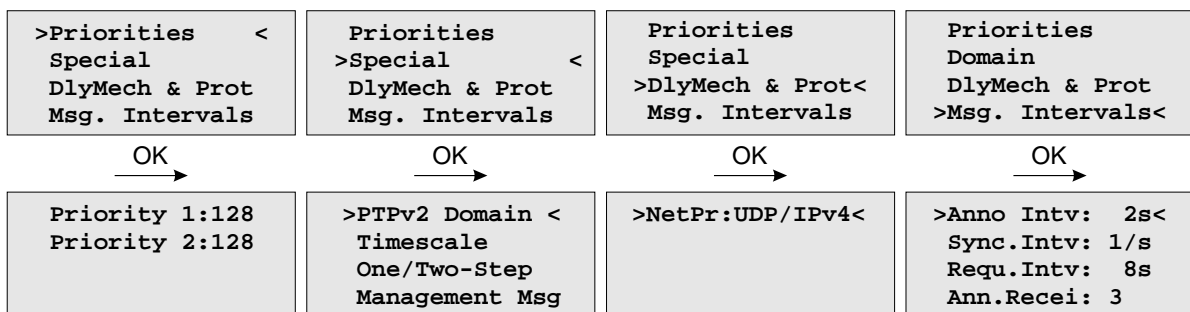 >Priorities <
Special
DlyMech & Prot
Msg. Intervals
Priorities
>Special <
DlyMech & Prot
Msg. Intervals
Priorities
Special
>DlyMech & Prot<
Msg. Intervals
Priorities
Domain
DlyMech & Prot
>Msg. Intervals<
OK
OK
OK
OK
Priority 1:128
Priority 2:128
>PTPv2 Domain <
Timescale
One/Two-Step
Management Msg
>NetPr:UDP/IPv4<
>Anno Intv: 2s<
Sync.Intv: 1/s
Requ.Intv: 8s
Ann.Recei: 3